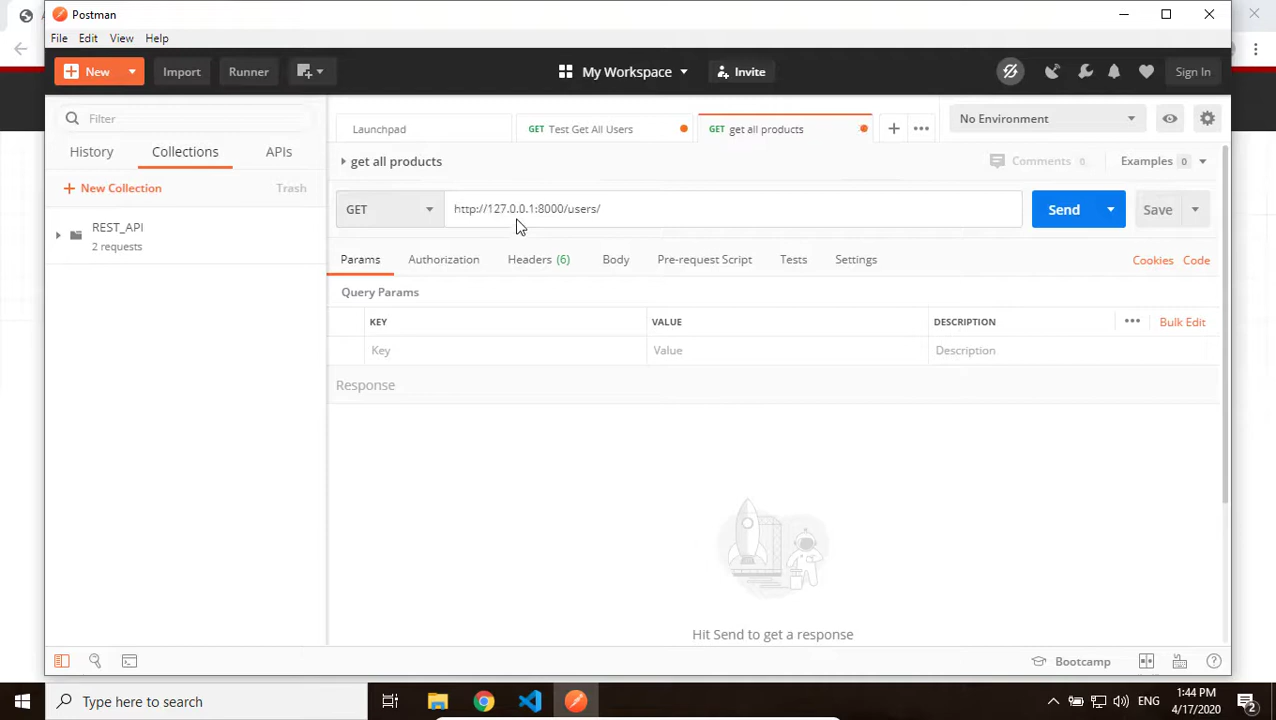 Postman
File Edit View Help
New Import Runner My Workspace Invite Sign In
Filter
History Collections APIs
New Collection Trash
REST_API
2 requests
Launchpad GET Test Get All Users GET get all products No Environment
get all products Comments 0 Examples 0
GET http://127.0.0.1:8000/users/ Send Save
Params Authorization Headers (6) Body Pre-request Script Tests Settings Cookies Code
Query Params
KEY VALUE DESCRIPTION Bulk Edit
Key Value Description
Response
Hit Send to get a response
Bootcamp
Type here to search ENG 1:44 PM
4/17/2020 2